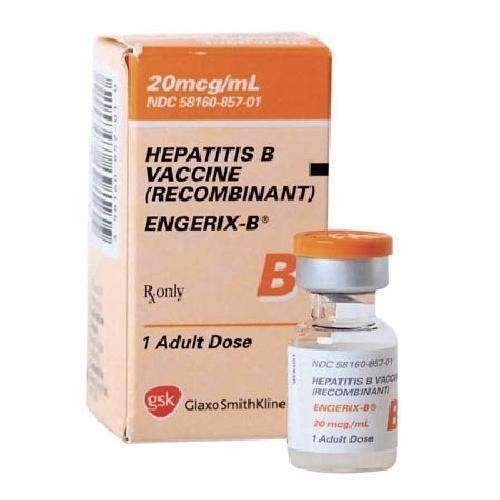 20mcg/mL
NDC 58160-857-01
HEPATITIS B
VACCINE
(RECOMBINANT)
ENGERIX-B®
℞ only
B
1 Adult Dose
gsk GlaxoSmithKline
NDC 58160-857-01
HEPATITIS B VACCINE
(RECOMBINANT)
ENGERIX-B®
20 mcg/mL
1 Adult Dose
B